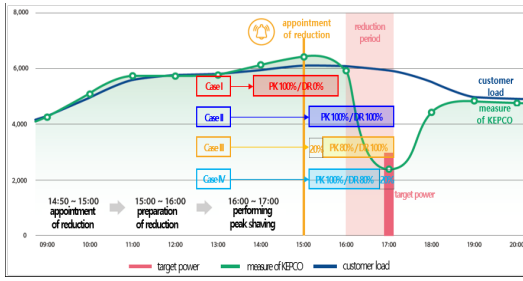 8,000
6,000
4,000
2,000
0
appointment
of reduction
reduction
period
customer
load
measure
of KEPCO
Case I
PK 100% / DR 0%
Case II
PK 100% / DR 100%
Case III
20%
PK 80% / DR 100%
Case IV
PK 100% / DR 80%
20%
target power
14:50 ~ 15:00
appointment
of reduction
15:00 ~ 16:00
preparation
of reduction
16:00 ~ 17:00
performing
peak shaving
09:00
10:00
11:00
12:00
13:00
14:00
15:00
16:00
17:00
18:00
19:00
20:00
target power
measure of KEPCO
customer load